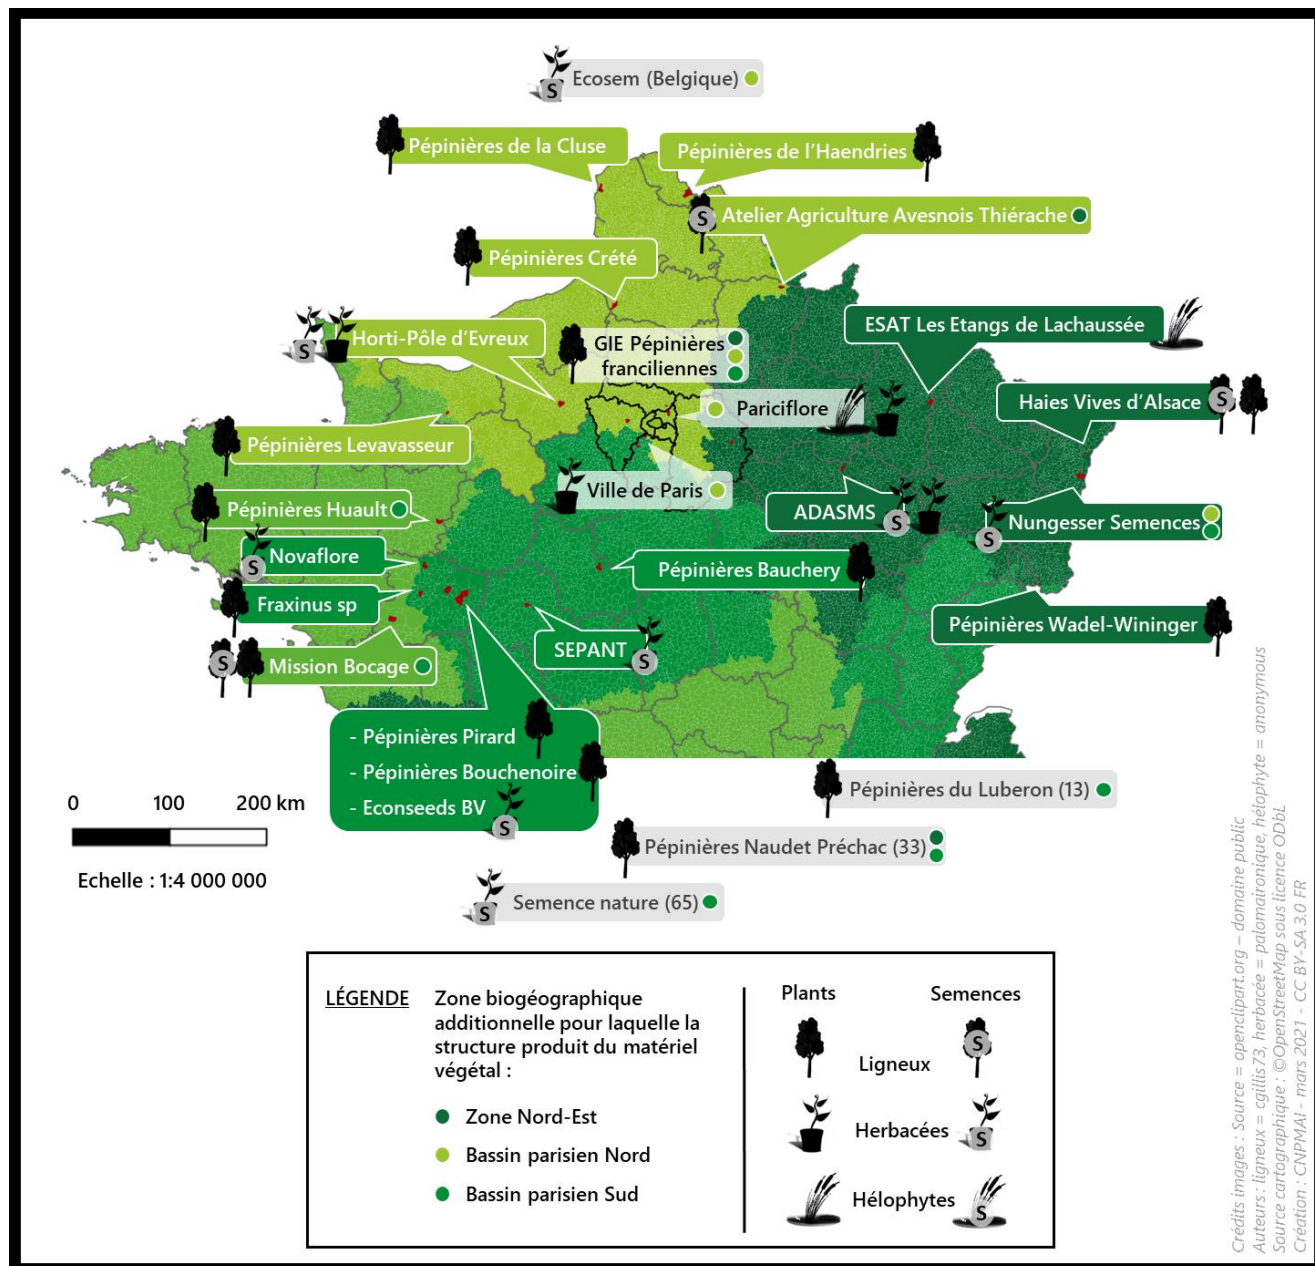 Ecosem (Belgique)
Pépinières de la Cluse
Pépinières de l'Haendries
S Atelier Agriculture Avesnois Thiérache
Pépinières Crété
ESAT Les Etangs de Lachaussée
S Horti-Pôle d'Evreux
GIE Pépinières
franciliennes
Pariciflore
Haies Vives d'Alsace S
Pépinières Levavasseur
Ville de Paris
Pépinières Huault
ADASMS S
S Nungesser Semences
S Novaflore
Pépinières Bauchery
Fraxinus sp
SEPANT S
Pépinières Wadel-Wininger
S Mission Bocage
- Pépinières Pirard
- Pépinières Bouchenoire
- Econseeds BV S
Pépinières du Luberon (13)
Pépinières Naudet Préchac (33)
S Semence nature (65)
0 100 200 km
Echelle : 1:4 000 000
LÉGENDE
Zone biogéographique
additionnelle pour laquelle la
structure produit du matériel
végétal :
Zone Nord-Est
Bassin parisien Nord
Bassin parisien Sud
Plants Semences
Ligneux S
Herbacées S
Hélophytes S
Crédits images : Source = openclipart.org – domaine public
Auteurs : ligneux = cgillis73, herbacée = palomaironique, hélophyte = anonymous
Source cartographique : ©OpenStreetMap sous licence ODbL
Création : CNPMAI - mars 2021 - CC BY-SA 3.0 FR